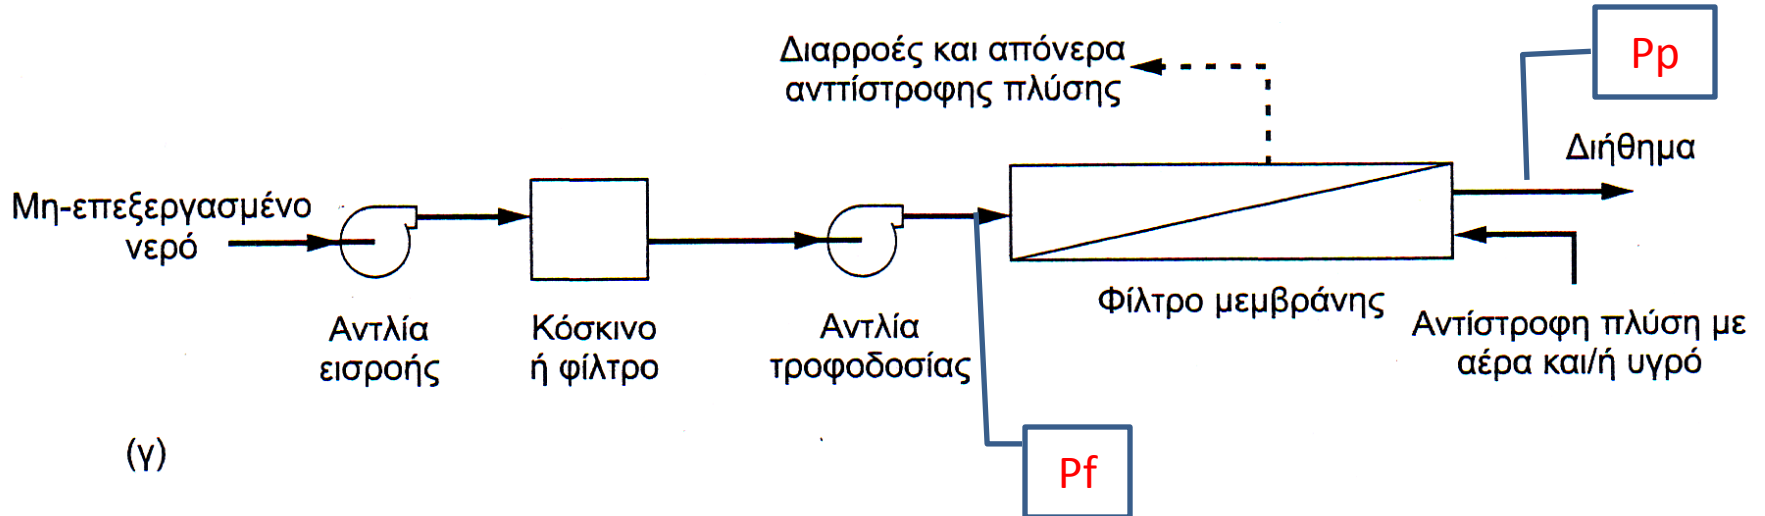 Pp
Διαρροές και απόνερα
ανττίστροφης πλύσης
Διήθημα
Μη-επεξεργασμένο
νερό
Φίλτρο μεμβράνης
Αντλία
εισροής
Κόσκινο
ή φίλτρο
Αντλία
τροφοδοσίας
Αντίστροφη πλύση με
αέρα και/ή υγρό
(γ)
Pf